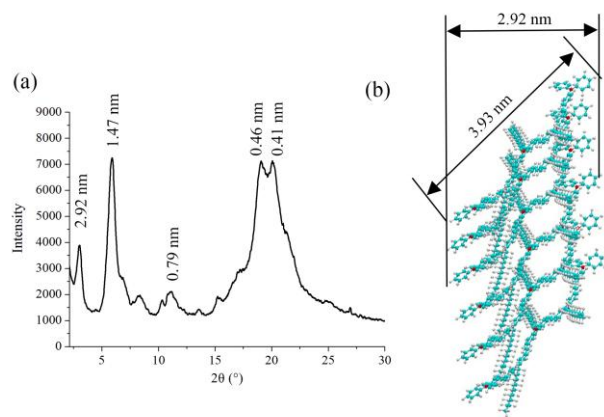 (a)
Intensity
9000
8000
7000
6000
5000
4000
3000
2000
1000
2.92 nm
1.47 nm
0.79 nm
0.46 nm
0.41 nm
5
10
15
20
25
30
2θ (°)
(b)
2.92 nm
3.93 nm